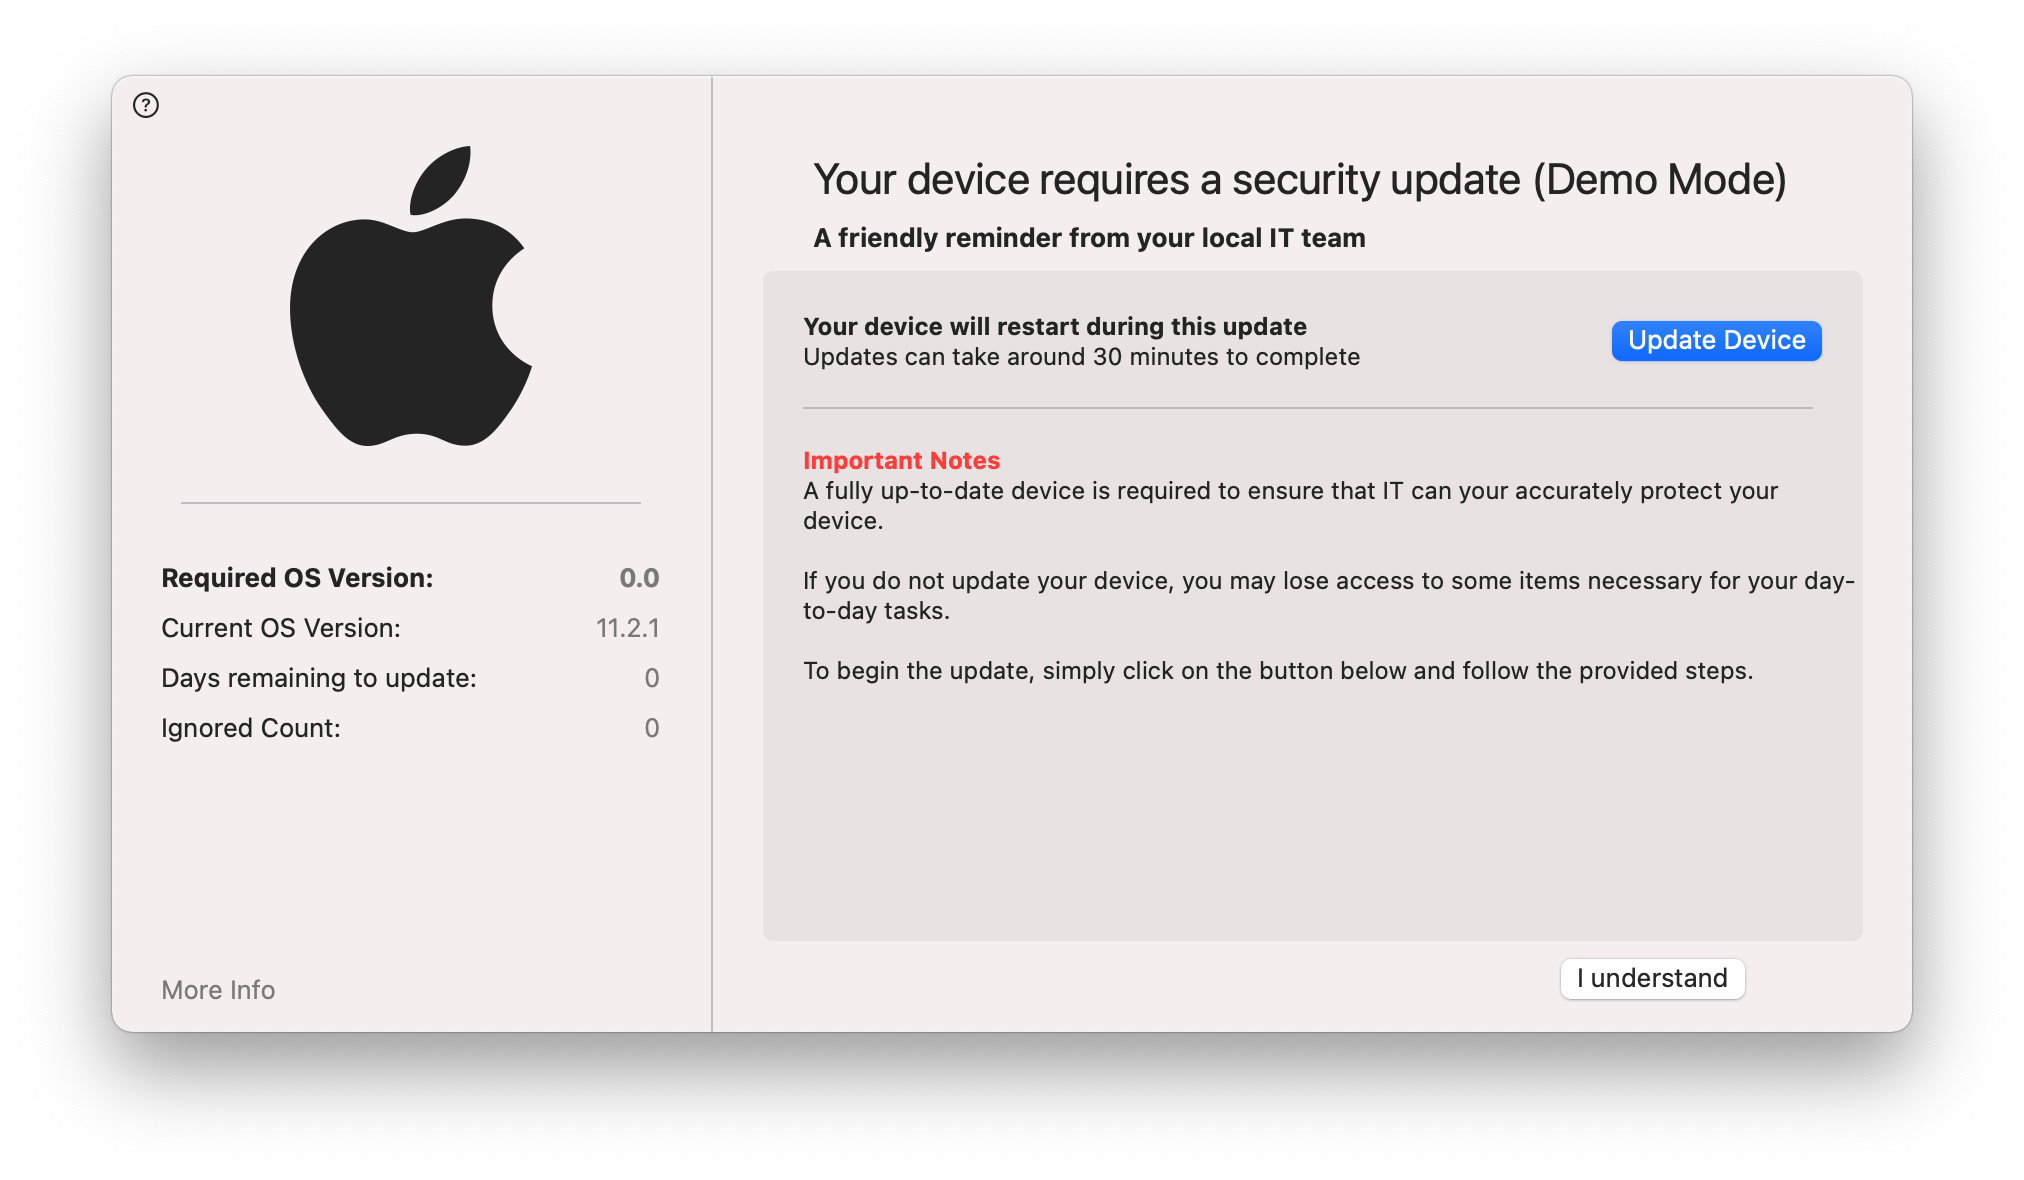 ?
Required OS Version: 0.0
Current OS Version: 11.2.1
Days remaining to update: 0
Ignored Count: 0
More Info
Your device requires a security update (Demo Mode)
A friendly reminder from your local IT team
Your device will restart during this update
Updates can take around 30 minutes to complete
Update Device
Important Notes
A fully up-to-date device is required to ensure that IT can your accurately protect your
device.
If you do not update your device, you may lose access to some items necessary for your day-
to-day tasks.
To begin the update, simply click on the button below and follow the provided steps.
I understand